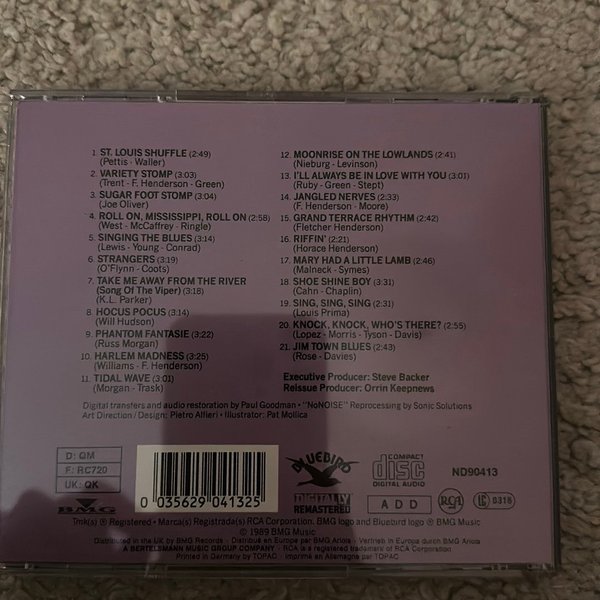 1. ST. LOUIS SHUFFLE (2:49)
(Pettis - Waller)
2. VARIETY STOMP (3:03)
(Trent - F. Henderson - Green)
3. SUGAR FOOT STOMP (3:04)
(Joe Oliver)
4. ROLL ON, MISSISSIPPI, ROLL ON (2:58)
(West - McCaffrey - Ringle)
5. SINGING THE BLUES (3:14)
(Lewis - Young - Conrad)
6. STRANGERS (3:19)
(O'Flynn - Coots)
7. TAKE ME AWAY FROM THE RIVER
(Song Of The Viper) (3:18)
(K.L. Parker)
8. HOCUS POCUS (3:14)
(Will Hudson)
9. PHANTOM FANTASIE (3:22)
(Russ Morgan)
10. HARLEM MADNESS (3:25)
(Williams - F. Henderson)
11. TIDAL WAVE (3:01)
(Morgan - Trask)
12. MOONRISE ON THE LOWLANDS (2:41)
(Nieburg - Levinson)
13. I'LL ALWAYS BE IN LOVE WITH YOU (3:01)
(Ruby - Green - Stept)
14. JANGLED NERVES (2:33)
(F. Henderson - Moore)
15. GRAND TERRACE RHYTHM (2:42)
(Fletcher Henderson)
16. RIFFIN' (2:21)
(Horace Henderson)
17. MARY HAD A LITTLE LAMB (2:46)
(Malneck - Symes)
18. SHOE SHINE BOY (3:31)
(Cahn - Chaplin)
19. SING, SING, SING (2:31)
(Louis Prima)
20. KNOCK, KNOCK, WHO'S THERE? (2:55)
(Lopez - Morris - Tyson - Davis)
21. JIM TOWN BLUES (2:43)
(Rose - Davies)
Executive Producer: Steve Backer
Reissue Producer: Orrin Keepnews
Digital transfers and audio restoration by Paul Goodman • "NoNOISE" Reprocessing by Sonic Solutions
Art Direction / Design: Pietro Alfieri • Illustrator: Pat Mollica
D: QM
F: RC720
UK: QK
BMG
0 035629 041325
BLUEBIRD
DIGITALLY
REMASTERED
COMPACT
disc
DIGITAL AUDIO
ND90413
ADD
RCA
LC 0316
Tmk(s) ® Registered • Marca(s) Registrada(s) RCA Corporation. BMG logo and Bluebird logo ® BMG Music
© 1989 BMG Music
Distributed in the UK by BMG Records - Distribué en Europe par BMG Ariola - Vertrieb in Europa durch BMG Ariola
A BERTELSMANN MUSIC GROUP COMPANY • RCA is a registered trademark of RCA Corporation
Printed in Germany by TOPAC • Imprimé en Allemagne par TOPAC